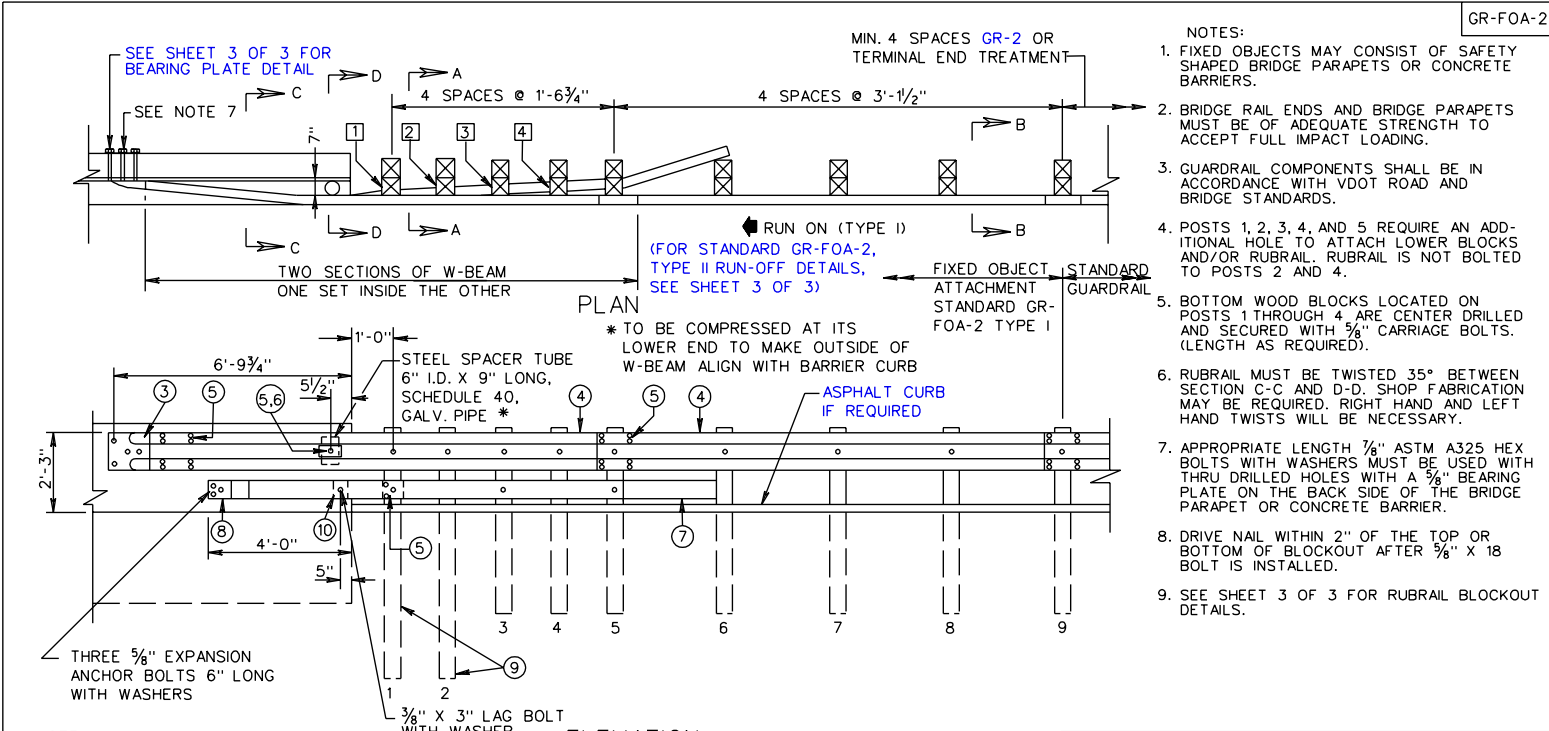 GR-FOA-2
SEE SHEET 3 OF 3 FOR
BEARING PLATE DETAIL
SEE NOTE 7
C
D
A
4 SPACES @ 1'-6¾"
4 SPACES @ 3'-1½"
MIN. 4 SPACES GR-2 OR
TERMINAL END TREATMENT
B
7"
1
2
3
4
C
D
A
B
RUN ON (TYPE I)
(FOR STANDARD GR-FOA-2,
TYPE II RUN-OFF DETAILS,
SEE SHEET 3 OF 3)
TWO SECTIONS OF W-BEAM
ONE SET INSIDE THE OTHER
FIXED OBJECT
ATTACHMENT
STANDARD GR-
FOA-2 TYPE I
STANDARD
GUARDRAIL
PLAN
* TO BE COMPRESSED AT ITS
LOWER END TO MAKE OUTSIDE OF
W-BEAM ALIGN WITH BARRIER CURB
1'-0"
6'-9¾"
STEEL SPACER TUBE
6" I.D. X 9" LONG,
SCHEDULE 40,
GALV. PIPE *
5½"
3
5
5,6
4
5
4
ASPHALT CURB
IF REQUIRED
2'-3"
8
10
5
7
4'-0"
5"
3
4
5
6
7
8
9
THREE ⅝" EXPANSION
ANCHOR BOLTS 6" LONG
WITH WASHERS
9
1
2
⅜" X 3" LAG BOLT
WITH WASHER
NOTES:
1. FIXED OBJECTS MAY CONSIST OF SAFETY
SHAPED BRIDGE PARAPETS OR CONCRETE
BARRIERS.
2. BRIDGE RAIL ENDS AND BRIDGE PARAPETS
MUST BE OF ADEQUATE STRENGTH TO
ACCEPT FULL IMPACT LOADING.
3. GUARDRAIL COMPONENTS SHALL BE IN
ACCORDANCE WITH VDOT ROAD AND
BRIDGE STANDARDS.
4. POSTS 1, 2, 3, 4, AND 5 REQUIRE AN ADD-
ITIONAL HOLE TO ATTACH LOWER BLOCKS
AND/OR RUBRAIL. RUBRAIL IS NOT BOLTED
TO POSTS 2 AND 4.
5. BOTTOM WOOD BLOCKS LOCATED ON
POSTS 1 THROUGH 4 ARE CENTER DRILLED
AND SECURED WITH ⅝" CARRIAGE BOLTS.
(LENGTH AS REQUIRED).
6. RUBRAIL MUST BE TWISTED 35° BETWEEN
SECTION C-C AND D-D. SHOP FABRICATION
MAY BE REQUIRED. RIGHT HAND AND LEFT
HAND TWISTS WILL BE NECESSARY.
7. APPROPRIATE LENGTH ⅞" ASTM A325 HEX
BOLTS WITH WASHERS MUST BE USED WITH
THRU DRILLED HOLES WITH A ⅝" BEARING
PLATE ON THE BACK SIDE OF THE BRIDGE
PARAPET OR CONCRETE BARRIER.
8. DRIVE NAIL WITHIN 2" OF THE TOP OR
BOTTOM OF BLOCKOUT AFTER ⅝" X 18
BOLT IS INSTALLED.
9. SEE SHEET 3 OF 3 FOR RUBRAIL BLOCKOUT
DETAILS.